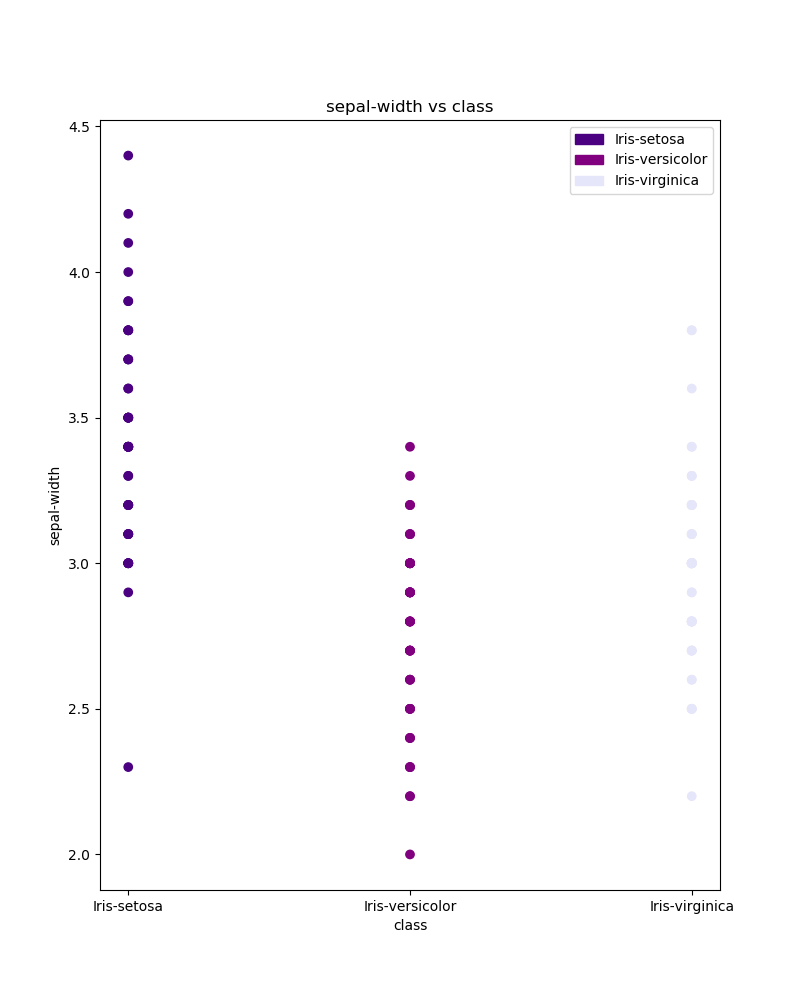 sepal-width vs class
Iris-setosa
Iris-versicolor
Iris-virginica
4.5
4.0
3.5
3.0
2.5
2.0
sepal-width
Iris-setosa Iris-versicolor Iris-virginica
class